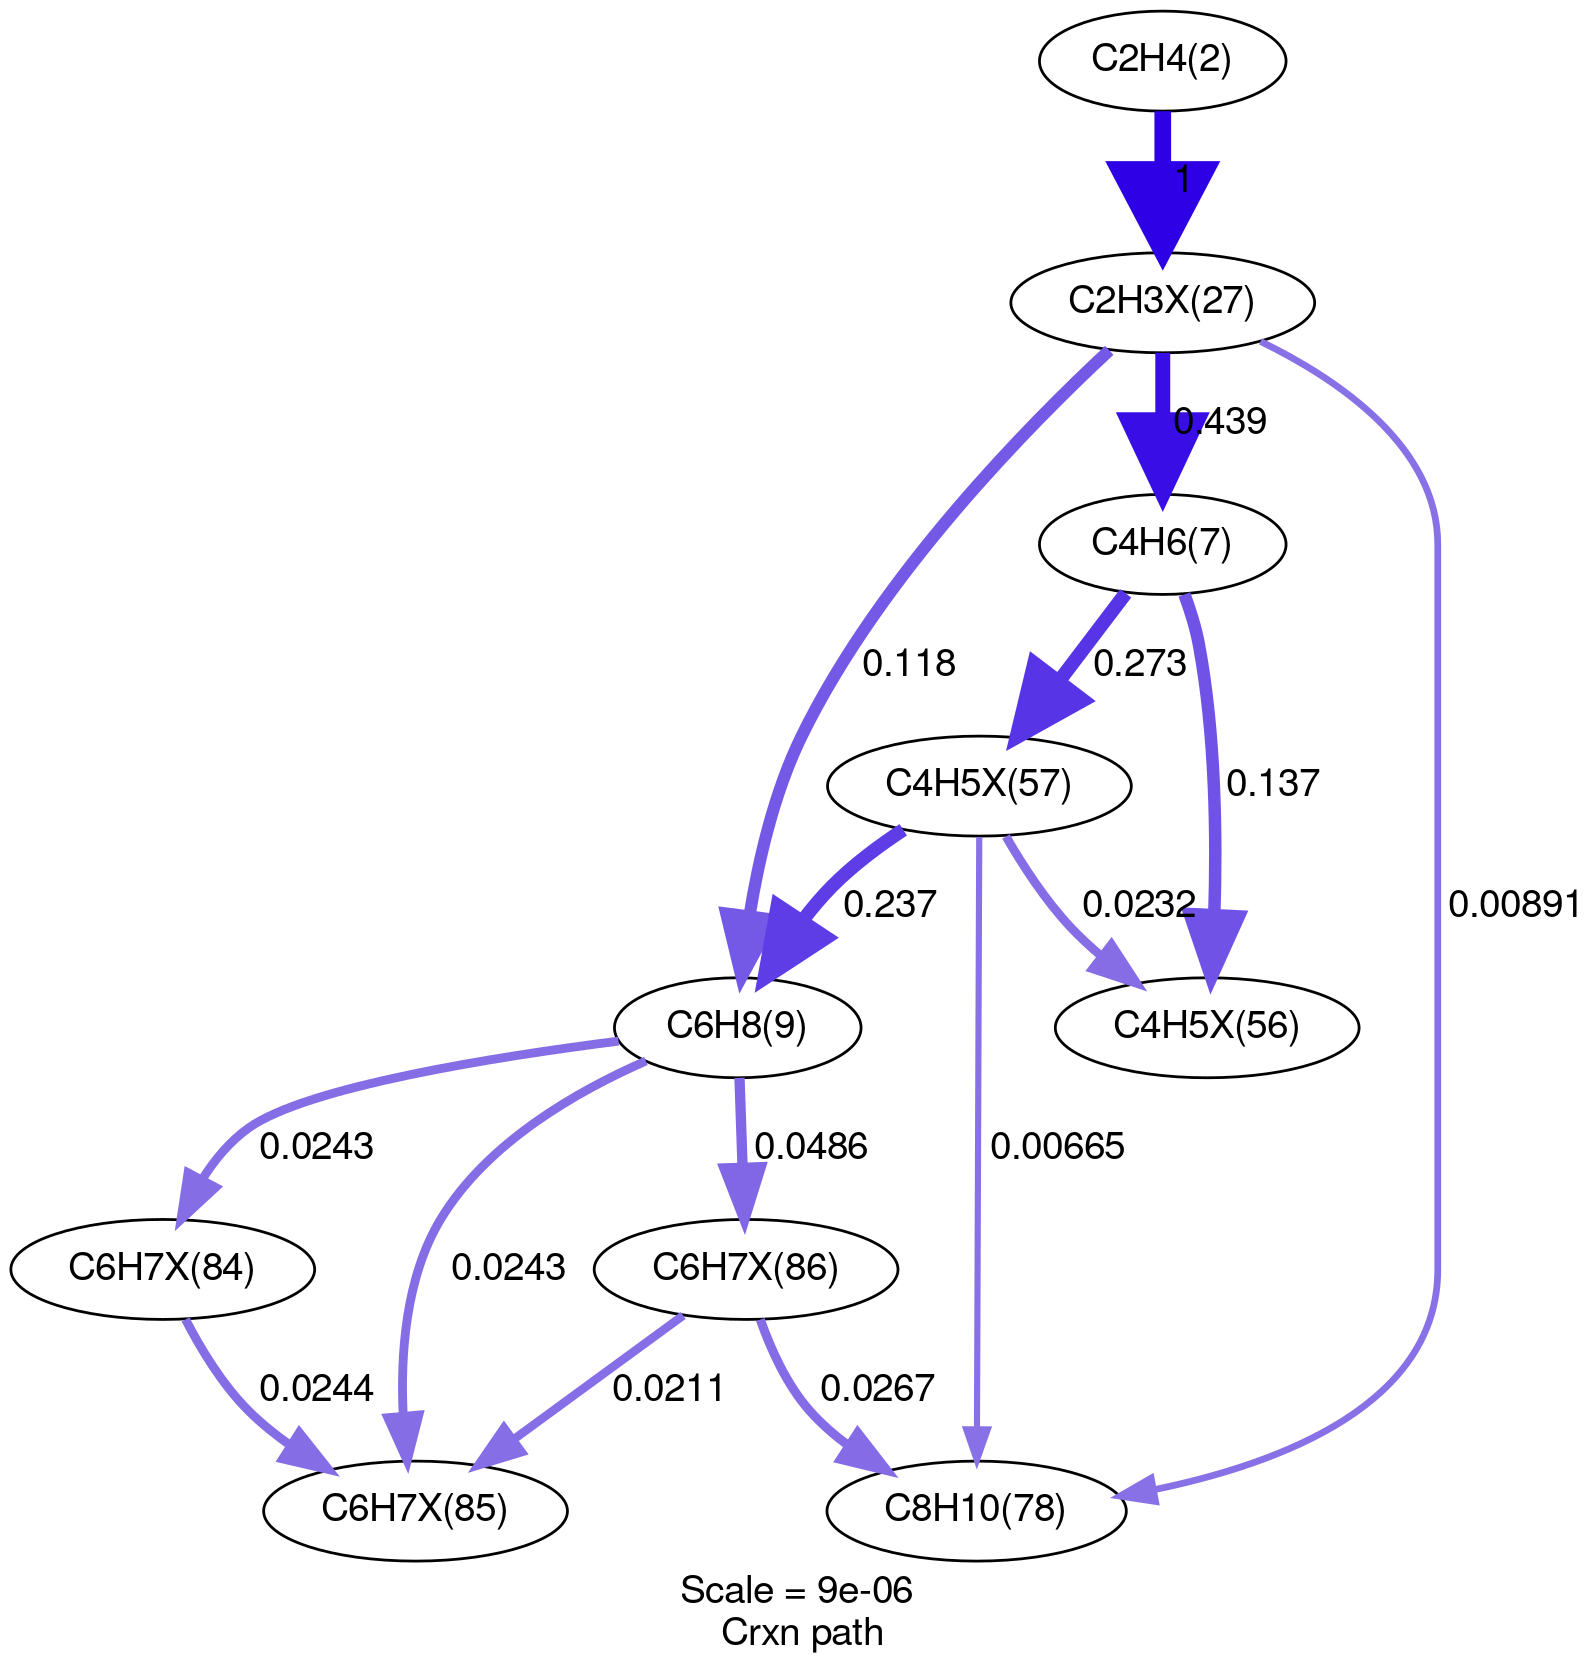 C2H4(2)
1
C2H3X(27)
0.439
C4H6(7)
0.118
0.273
C4H5X(57)
0.137
0.237
0.0232
0.00891
C6H8(9)
C4H5X(56)
0.0243
0.0486
0.00665
C6H7X(84)
0.0243
C6H7X(86)
0.0244
0.0211
0.0267
C6H7X(85)
C8H10(78)
Scale = 9e-06
Crxn path